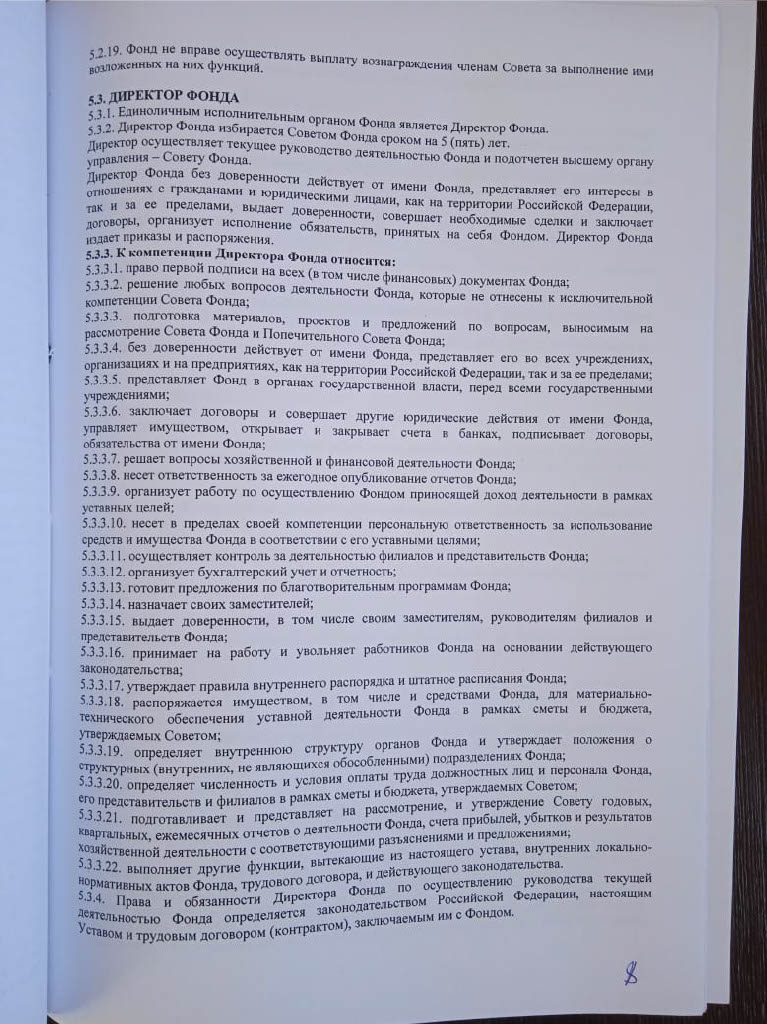 5.2.19. Фонд не вправе осуществлять выплату вознаграждения членам Совета за выполнение ими
возложенных на них функций.
5.3. ДИРЕКТОР ФОНДА
5.3.1. Единоличным исполнительным органом Фонда является Директор Фонда.
5.3.2. Директор Фонда избирается Советом Фонда сроком на 5 (пять) лет.
Директор осуществляет текущее руководство деятельностью Фонда и подотчетен высшему органу
управления – Совету Фонда.
Директор Фонда без доверенности действует от имени Фонда, представляет его интересы в
отношениях с гражданами и юридическими лицами, как на территории Российской Федерации,
так и за ее пределами, выдает доверенности, совершает необходимые сделки и заключает
договоры, организует исполнение обязательств, принятых на себя Фондом. Директор Фонда
издает приказы и распоряжения.
5.3.3. К компетенции Директора Фонда относится:
5.3.3.1. право первой подписи на всех (в том числе финансовых) документах Фонда;
5.3.3.2. решение любых вопросов деятельности Фонда, которые не отнесены к исключительной
компетенции Совета Фонда;
5.3.3.3. подготовка материалов, проектов и предложений по вопросам, выносимым на
рассмотрение Совета Фонда и Попечительного Совета Фонда;
5.3.3.4. без доверенности действует от имени Фонда, представляет его во всех учреждениях,
организациях и на предприятиях, как на территории Российской Федерации, так и за ее пределами;
5.3.3.5. представляет Фонд в органах государственной власти, перед всеми государственными
учреждениями;
5.3.3.6. заключает договоры и совершает другие юридические действия от имени Фонда,
управляет имуществом, открывает и закрывает счета в банках, подписывает договоры,
обязательства от имени Фонда;
5.3.3.7. решает вопросы хозяйственной и финансовой деятельности Фонда;
5.3.3.8. несет ответственность за ежегодное опубликование отчетов Фонда;
5.3.3.9. организует работу по осуществлению Фондом приносящей доход деятельности в рамках
уставных целей;
5.3.3.10. несет в пределах своей компетенции персональную ответственность за использование
средств и имущества Фонда в соответствии с его уставными целями;
5.3.3.11. осуществляет контроль за деятельностью филиалов и представительств Фонда;
5.3.3.12. организует бухгалтерский учет и отчетность;
5.3.3.13. готовит предложения по благотворительным программам Фонда;
5.3.3.14. назначает своих заместителей;
5.3.3.15. выдает доверенности, в том числе своим заместителям, руководителям филиалов и
представительств Фонда;
5.3.3.16. принимает на работу и увольняет работников Фонда на основании действующего
законодательства;
5.3.3.17. утверждает правила внутреннего распорядка и штатное расписания Фонда;
5.3.3.18. распоряжается имуществом, в том числе и средствами Фонда, для материально-
технического обеспечения уставной деятельности Фонда в рамках сметы и бюджета,
утверждаемых Советом;
5.3.3.19. определяет внутреннюю структуру органов Фонда и утверждает положения о
структурных (внутренних, не являющихся обособленными) подразделениях Фонда;
5.3.3.20. определяет численность и условия оплаты труда должностных лиц и персонала Фонда,
его представительств и филиалов в рамках сметы и бюджета, утверждаемых Советом;
5.3.3.21. подготавливает и представляет на рассмотрение, и утверждение Совету годовых,
квартальных, ежемесячных отчетов о деятельности Фонда, счета прибылей, убытков и результатов
хозяйственной деятельности с соответствующими разъяснениями и предложениями;
5.3.3.22. выполняет другие функции, вытекающие из настоящего устава, внутренних локально-
нормативных актов Фонда, трудового договора, и действующего законодательства.
5.3.4. Права и обязанности Директора Фонда по осуществлению руководства текущей
деятельностью Фонда определяется законодательством Российской Федерации, настоящим
Уставом и трудовым договором (контрактом), заключаемым им с Фондом.
8